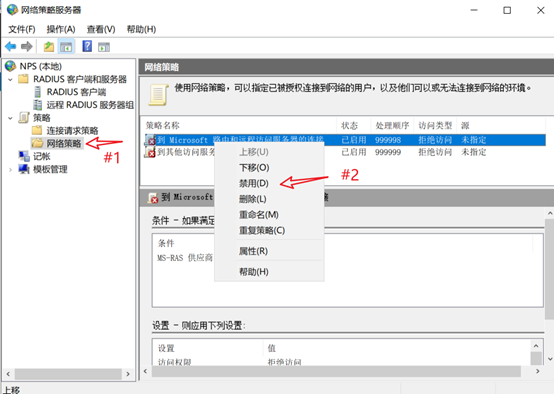 网络策略服务器
文件(F) 操作(A) 查看(V) 帮助(H)
NPS (本地)
RADIUS 客户端和服务器
RADIUS 客户端
远程 RADIUS 服务器组
策略
连接请求策略
网络策略
#1
记帐
模板管理
网络策略
使用网络策略，可以指定已被授权连接到网络的用户，以及他们可以或无法连接到网络的环境。
策略名称 状态 处理顺序 访问类型 源
到 Microsoft 路由和远程访问服务器的连接 已启用 999998 拒绝访问 未指定
到其他访问服务 已启用 999999 拒绝访问 未指定
上移(U)
下移(O)
禁用(D)
#2
删除(L)
重命名(M)
重复策略(C)
属性(R)
帮助(H)
到 Microsoft
条件 - 如果满足
条件
MS-RAS 供应商
设置 - 则应用下列设置:
设置 值
访问权限 拒绝访问
上移